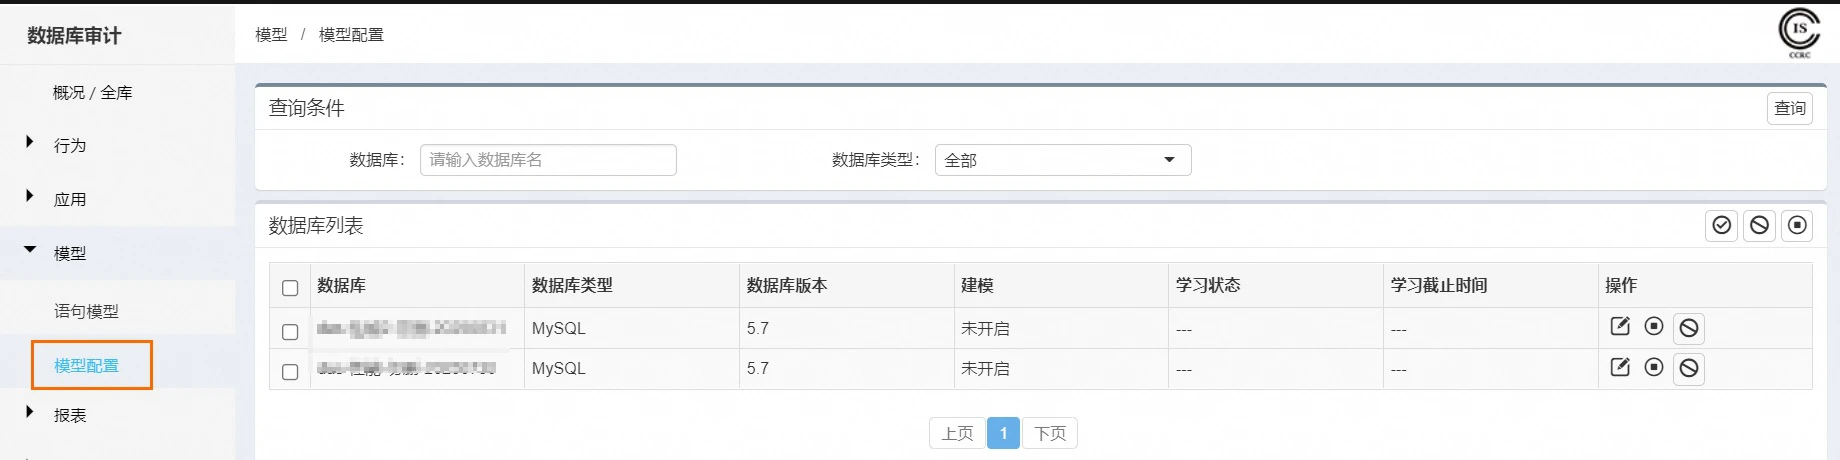 数据库审计
模型 / 模型配置
IS
CCRC
概况 / 全库
行为
应用
模型
语句模型
模型配置
报表
查询条件
查询
数据库：
请输入数据库名
数据库类型：
全部
数据库列表
数据库 数据库类型 数据库版本 建模 学习状态 学习截止时间 操作
MySQL 5.7 未开启 --- ---
MySQL 5.7 未开启 --- ---
上页 1 下页